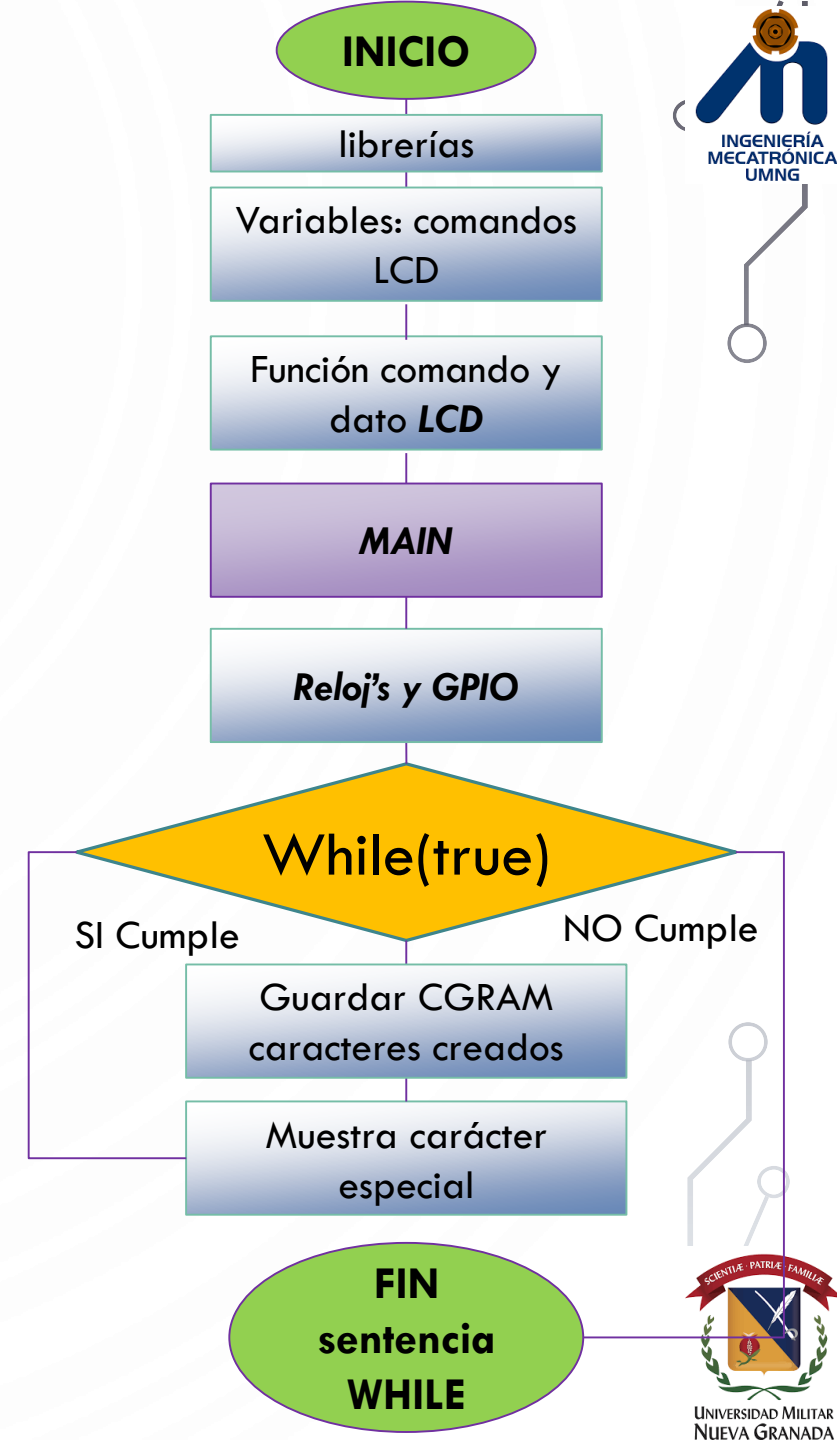 INICIO
INGENIERÍA
MECATRÓNICA
UMNG
librerías
Variables: comandos
LCD
Función comando y
dato LCD
MAIN
Reloj's y GPIO
While(true)
SI Cumple
NO Cumple
Guardar CGRAM
caracteres creados
Muestra carácter
especial
FIN
sentencia
WHILE
SCIENTIÆ · PATRIÆ · FAMILIÆ
UNIVERSIDAD MILITAR
NUEVA GRANADA